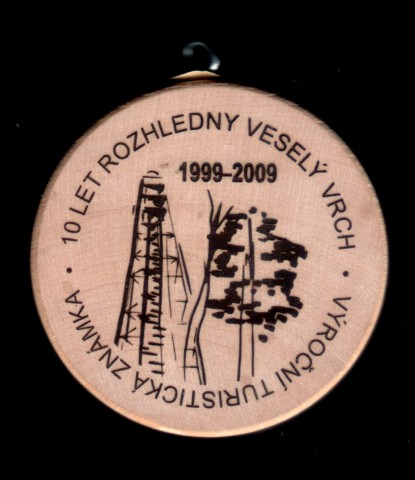 • 10 LET ROZHLEDNY VESELÝ VRCH •
1999–2009
VÝROČNÍ TURISTICKÁ ZNÁMKA